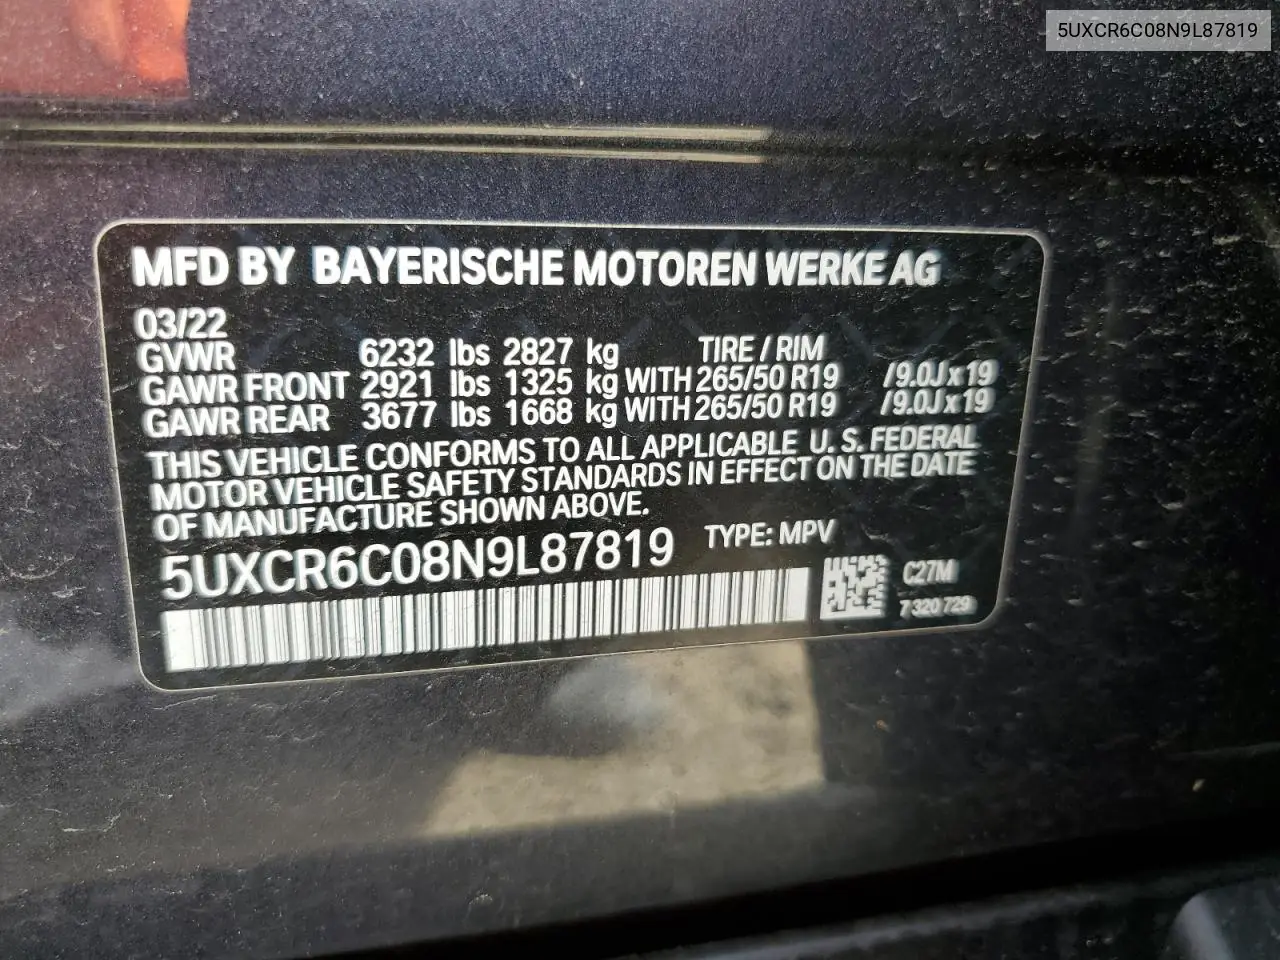 5UXCR6C08N9L87819
MFD BY BAYERISCHE MOTOREN WERKE AG
03/22
GVWR 6232 lbs 2827 kg TIRE / RIM
GAWR FRONT 2921 lbs 1325 kg WITH 265/50 R19 /9.0J x 19
GAWR REAR 3677 lbs 1668 kg WITH 265/50 R19 /9.0J x 19
THIS VEHICLE CONFORMS TO ALL APPLICABLE U. S. FEDERAL
MOTOR VEHICLE SAFETY STANDARDS IN EFFECT ON THE DATE
OF MANUFACTURE SHOWN ABOVE.
5UXCR6C08N9L87819 TYPE: MPV
C27M
7 320 729